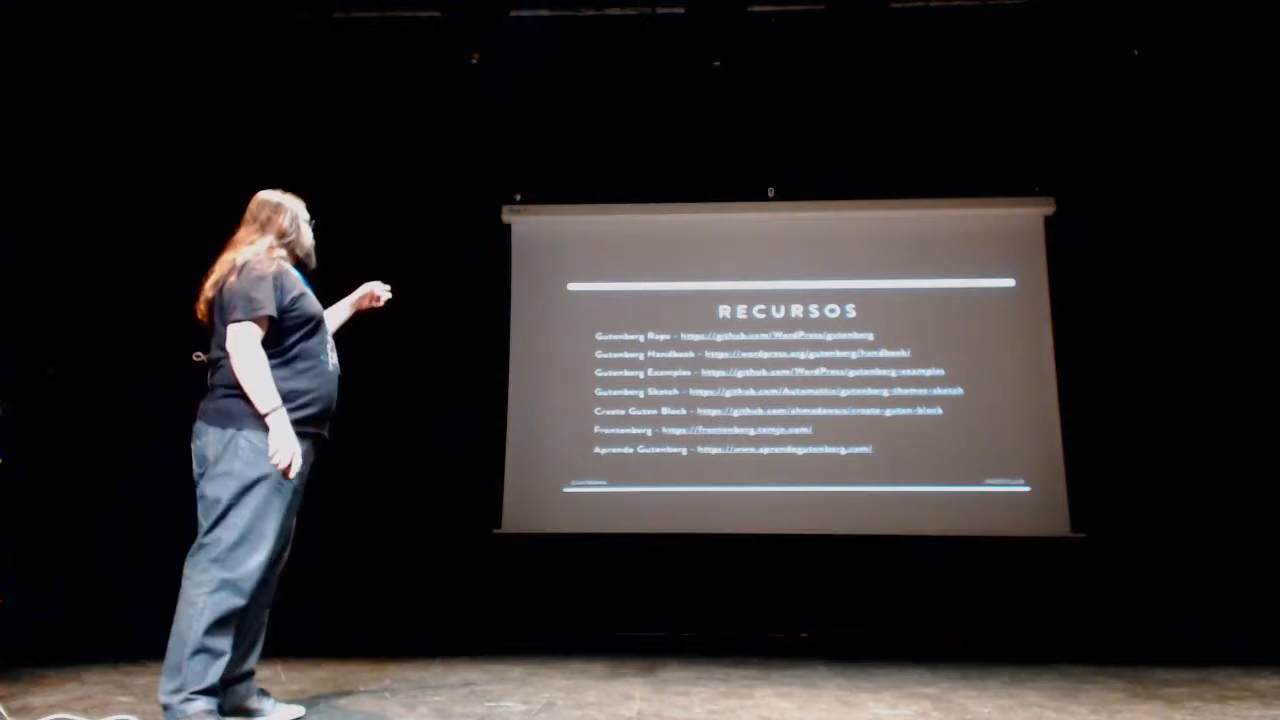 RECURSOS
Gutenberg Repo - https://github.com/WordPress/gutenberg
Gutenberg Handbook - https://wordpress.org/gutenberg/handbook/
Gutenberg Examples - https://github.com/WordPress/gutenberg-examples
Gutenberg Sketch - https://github.com/Automattic/gutenberg-themes-sketch
Create Guten Block - https://github.com/ahmadawais/create-guten-block
Frontenberg - https://frontenberg.tomjn.com/
Aprende Gutenberg - https://www.aprendegutenberg.com/